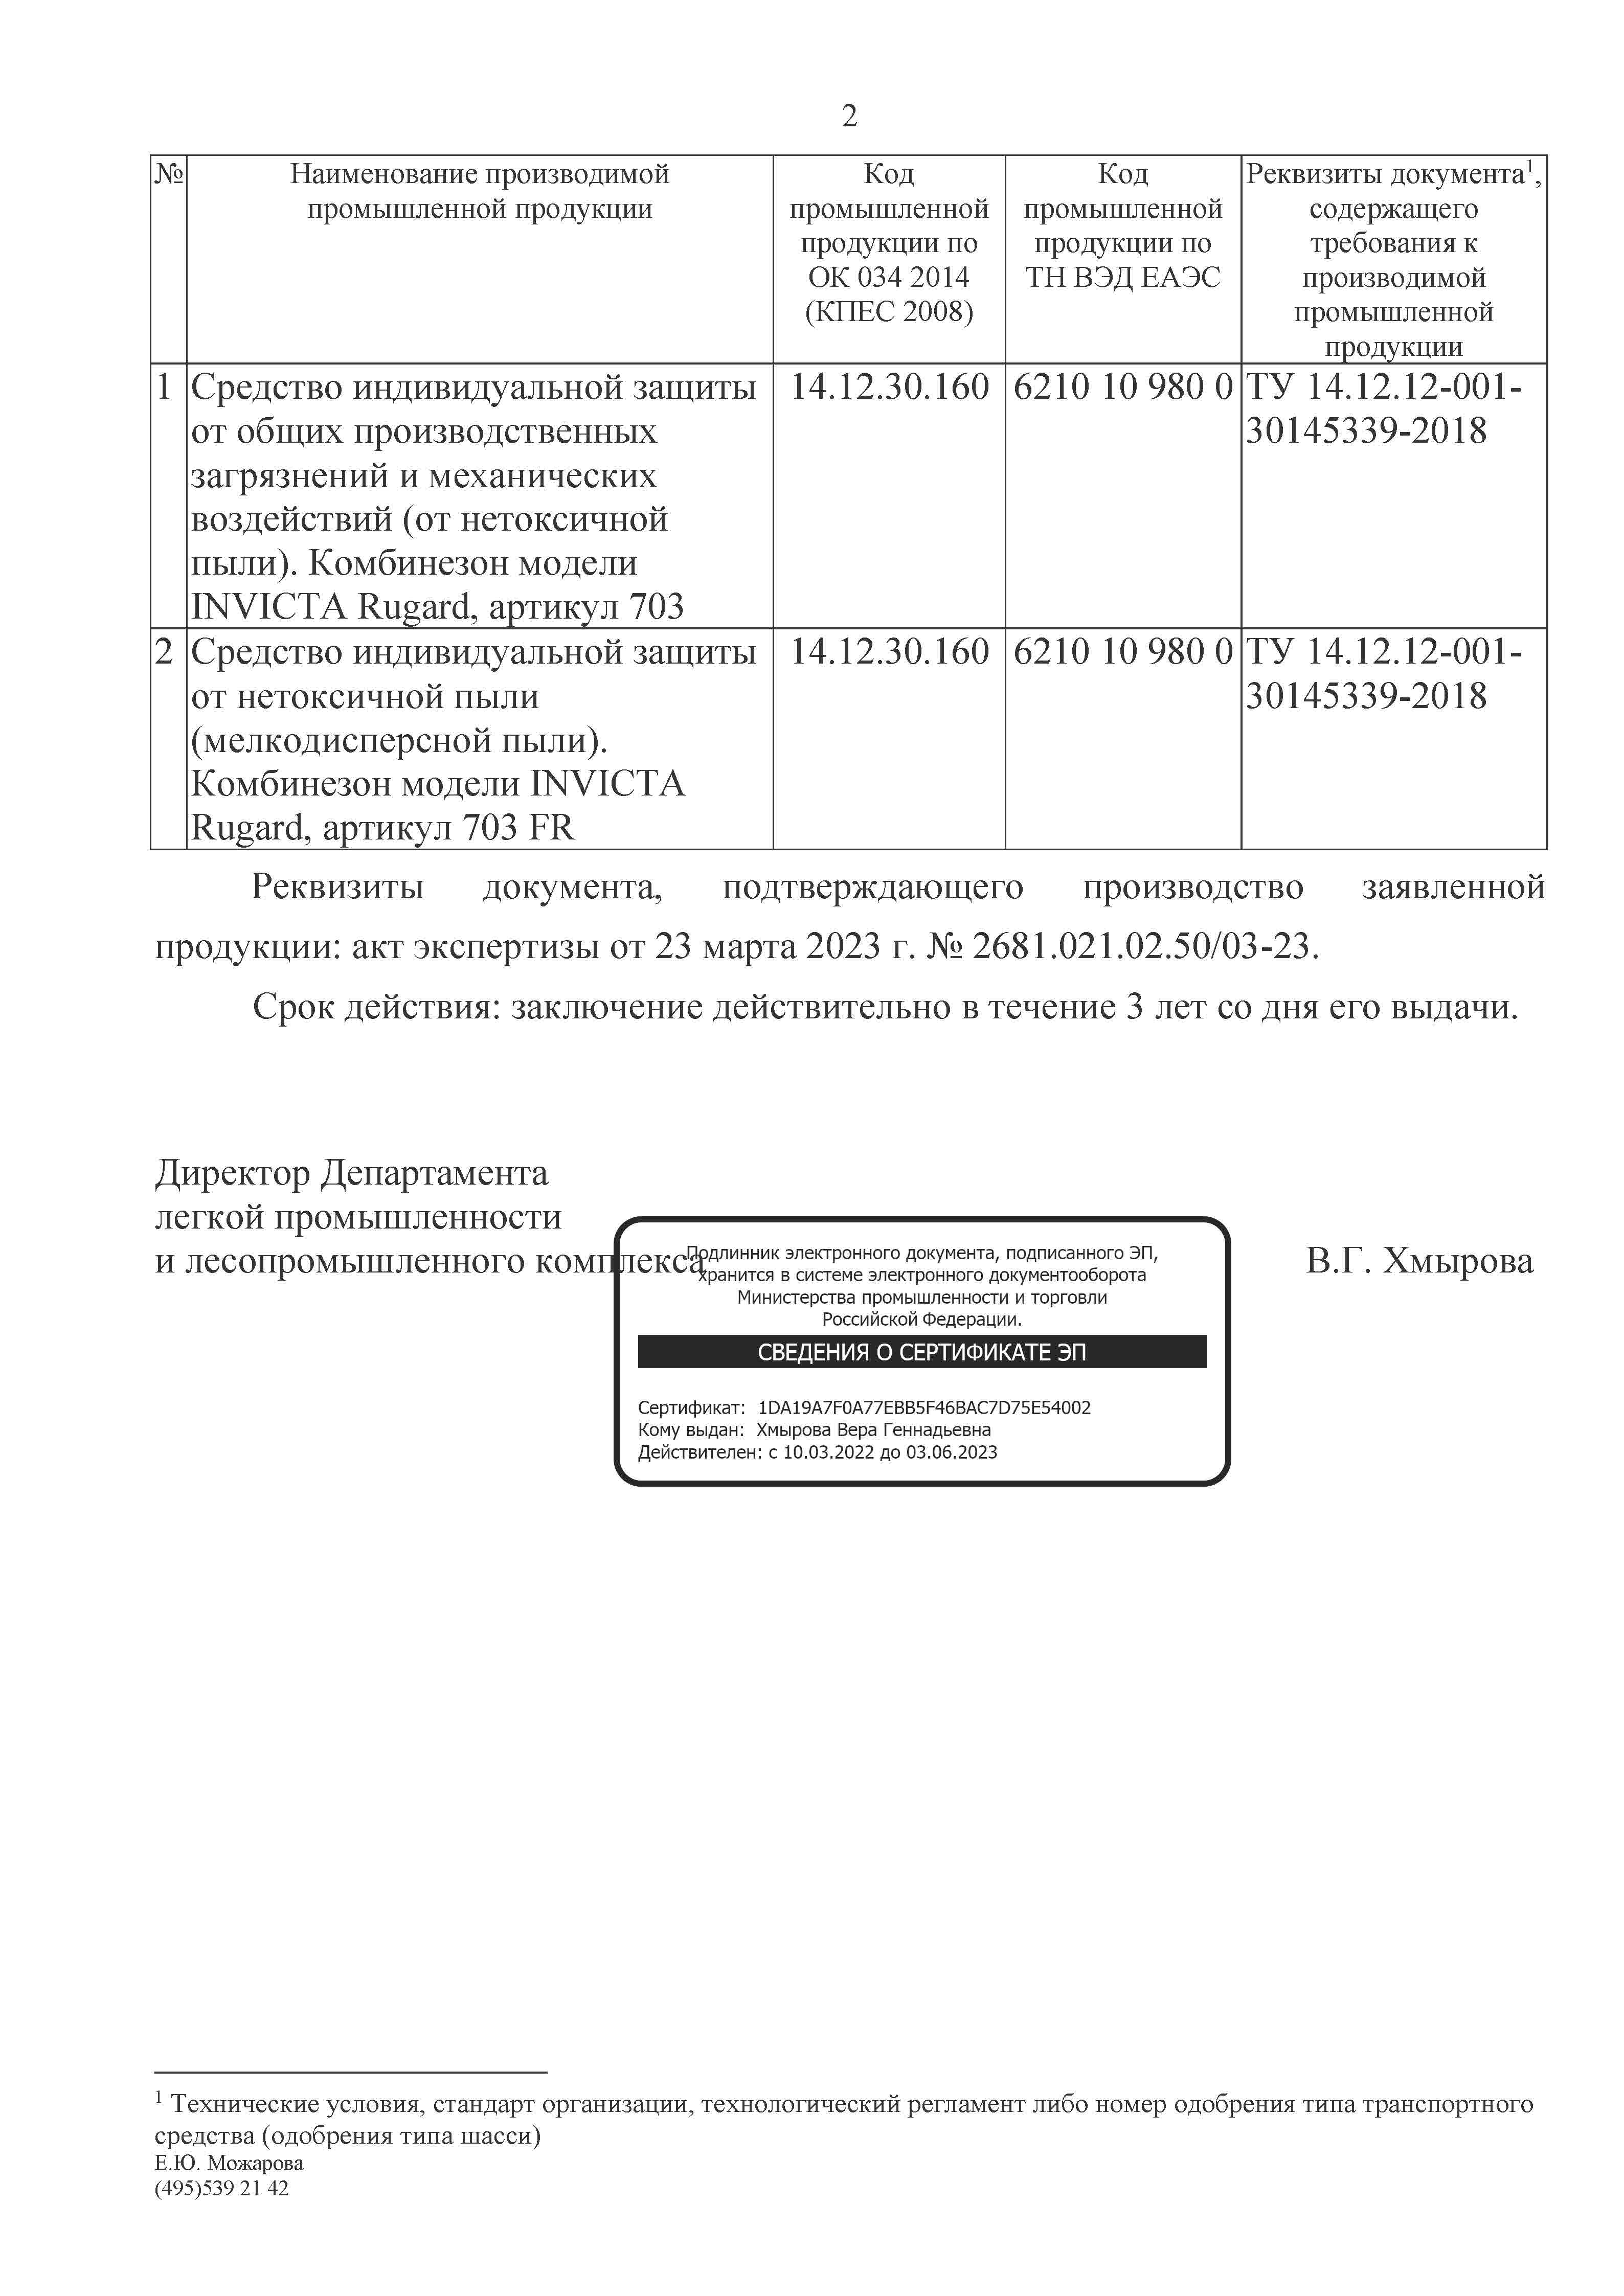 2
№
Наименование производимой
промышленной продукции
Код
промышленной
продукции по
ОК 034 2014
(КПЕС 2008)
Код
промышленной
продукции по
ТН ВЭД ЕАЭС
Реквизиты документа¹,
содержащего
требования к
производимой
промышленной
продукции
1
Средство индивидуальной защиты
от общих производственных
загрязнений и механических
воздействий (от нетоксичной
пыли). Комбинезон модели
INVICTA Rugard, артикул 703
14.12.30.160
6210 10 980 0
ТУ 14.12.12-001-
30145339-2018
2
Средство индивидуальной защиты
от нетоксичной пыли
(мелкодисперсной пыли).
Комбинезон модели INVICTA
Rugard, артикул 703 FR
14.12.30.160
6210 10 980 0
ТУ 14.12.12-001-
30145339-2018
Реквизиты документа, подтверждающего производство заявленной
продукции: акт экспертизы от 23 марта 2023 г. № 2681.021.02.50/03-23.
Срок действия: заключение действительно в течение 3 лет со дня его выдачи.
Директор Департамента
легкой промышленности
и лесопромышленного комплекса
Подлинник электронного документа, подписанного ЭП,
хранится в системе электронного документооборота
Министерства промышленности и торговли
Российской Федерации.
СВЕДЕНИЯ О СЕРТИФИКАТЕ ЭП
Сертификат: 1DA19A7F0A77EBB5F46BAC7D75E54002
Кому выдан: Хмырова Вера Геннадьевна
Действителен: с 10.03.2022 до 03.06.2023
В.Г. Хмырова
¹ Технические условия, стандарт организации, технологический регламент либо номер одобрения типа транспортного
средства (одобрения типа шасси)
Е.Ю. Можарова
(495)539 21 42